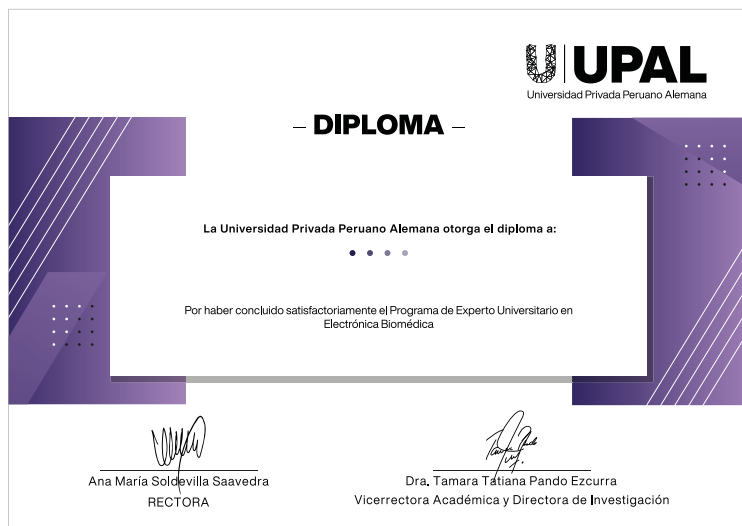 UPAL
Universidad Privada Peruano Alemana
– DIPLOMA –
La Universidad Privada Peruano Alemana otorga el diploma a:
Por haber concluido satisfactoriamente el Programa de Experto Universitario en
Electrónica Biomédica
Ana María Soldevilla Saavedra
RECTORA
Dra. Tamara Tatiana Pando Ezcurra
Vicerrectora Académica y Directora de Investigación